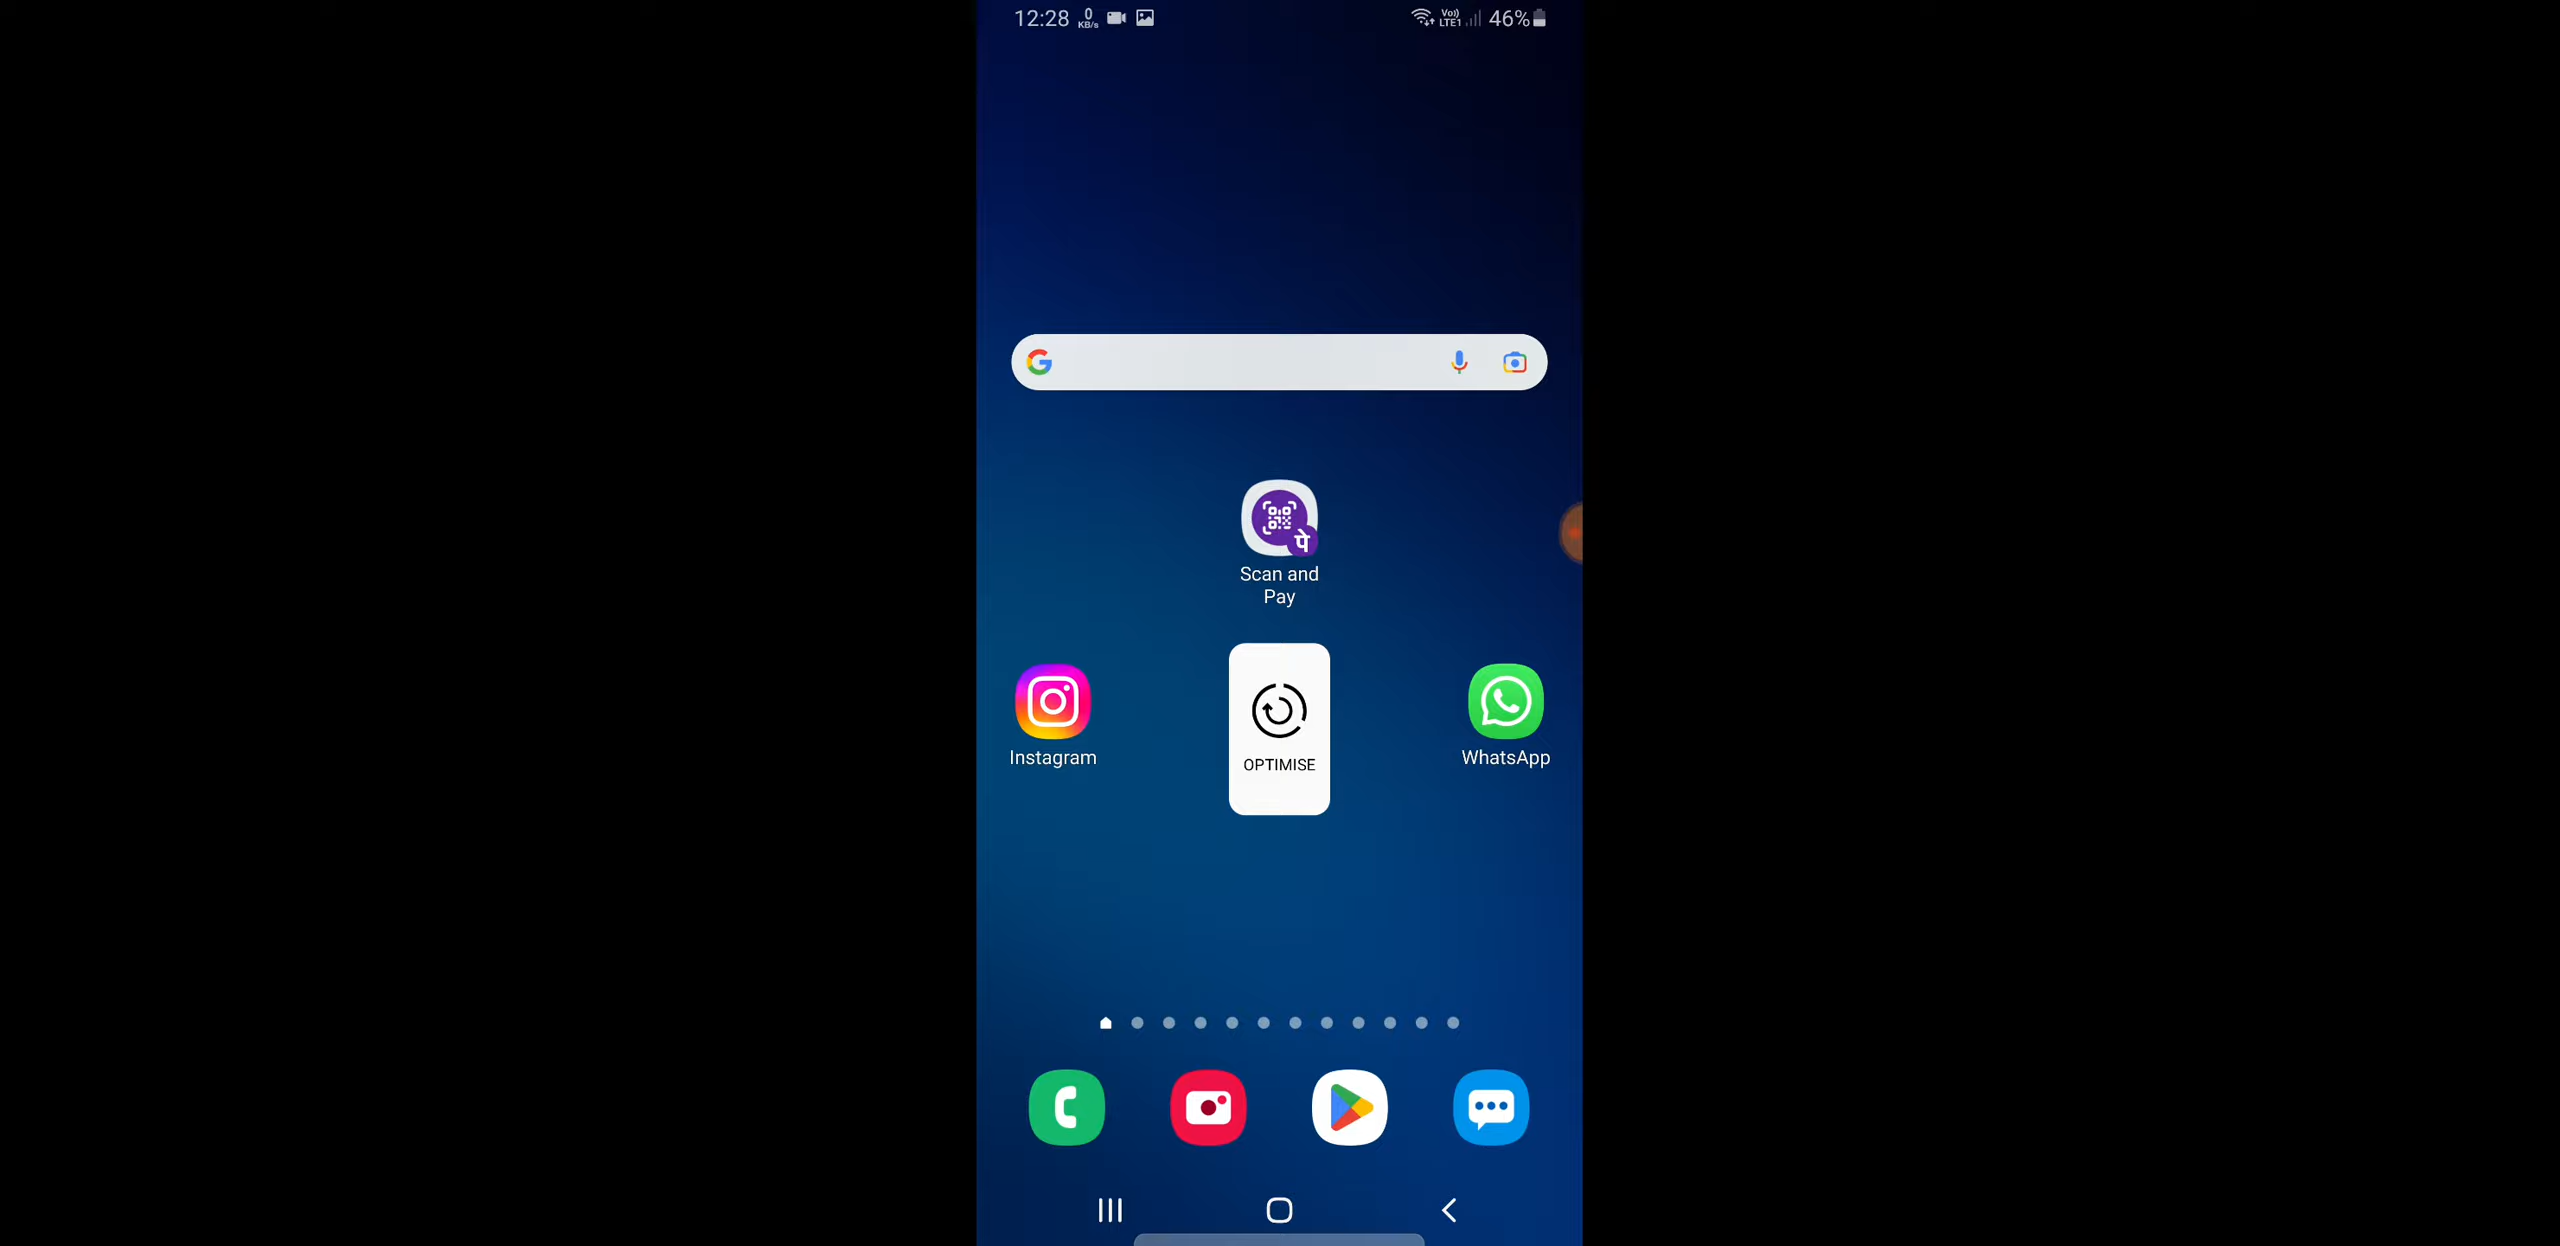 12:28 0 KB/s Vo)) LTE1 46%
G
पे
Scan and
Pay
Instagram
OPTIMISE
WhatsApp